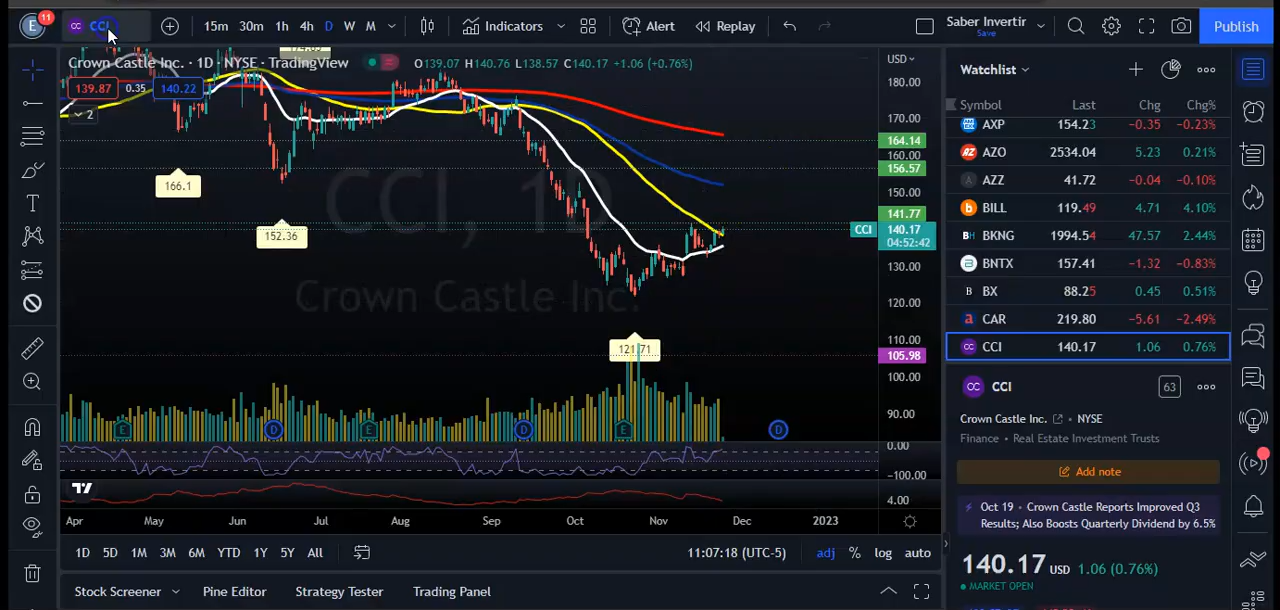 E 11 CC CCI 15m 30m 1h 4h D W M Indicators Alert Replay Saber Invertir Save Publish
Crown Castle Inc. · 1D · NYSE · TradingView O139.07 H140.76 L138.57 C140.17 +1.06 (+0.76%)
139.87 0.35 140.22
2
CCI, 1D
Crown Castle Inc.
166.1
152.36
121.71
USD
180.00
170.00
164.14
160.00
156.57
150.00
141.77
CCI 140.17
04:52:42
130.00
120.00
110.00
105.98
100.00
90.00
0.00
−100.00
4.00
E D E D E D
Apr May Jun Jul Aug Sep Oct Nov Dec 2023
1D 5D 1M 3M 6M YTD 1Y 5Y All 11:07:18 (UTC-5) adj % log auto
Stock Screener Pine Editor Strategy Tester Trading Panel
Watchlist
Symbol Last Chg Chg%
AXP 154.23 −0.35 −0.23%
AZO 2534.04 5.23 0.21%
AZZ 41.72 −0.04 −0.10%
BILL 119.49 4.71 4.10%
BKNG 1994.54 47.57 2.44%
BNTX 157.41 −1.32 −0.83%
BX 88.25 0.45 0.51%
CAR 219.80 −5.61 −2.49%
CCI 140.17 1.06 0.76%
CC CCI 63
Crown Castle Inc. • NYSE
Finance • Real Estate Investment Trusts
Add note
Oct 19 • Crown Castle Reports Improved Q3
Results; Also Boosts Quarterly Dividend by 6.5%
140.17 USD 1.06 (0.76%)
MARKET OPEN